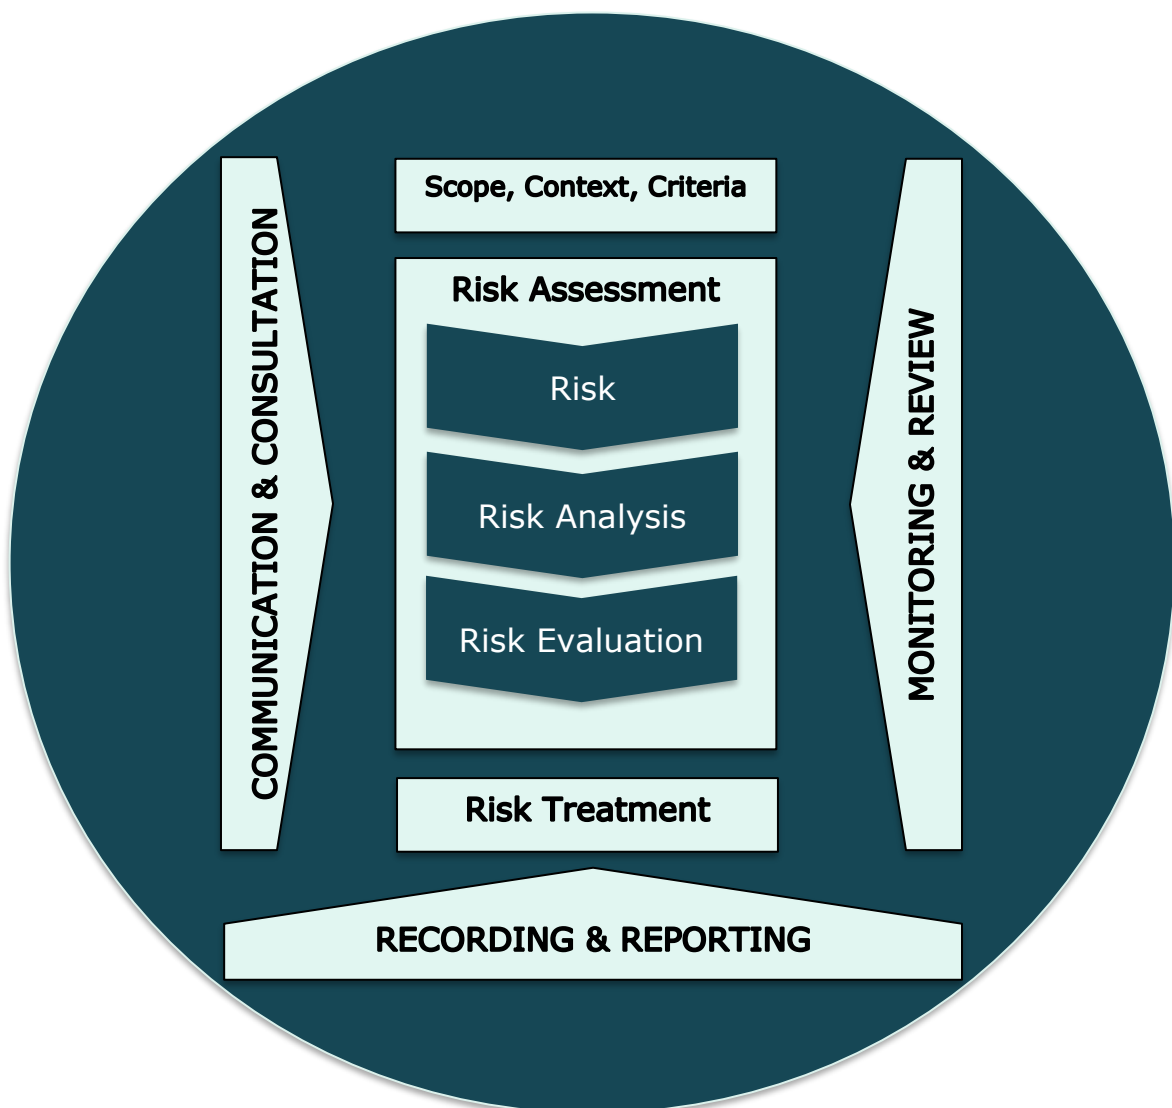 Scope, Context, Criteria
COMMUNICATION & CONSULTATION
Risk Assessment
Risk
Risk Analysis
Risk Evaluation
MONITORING & REVIEW
Risk Treatment
RECORDING & REPORTING